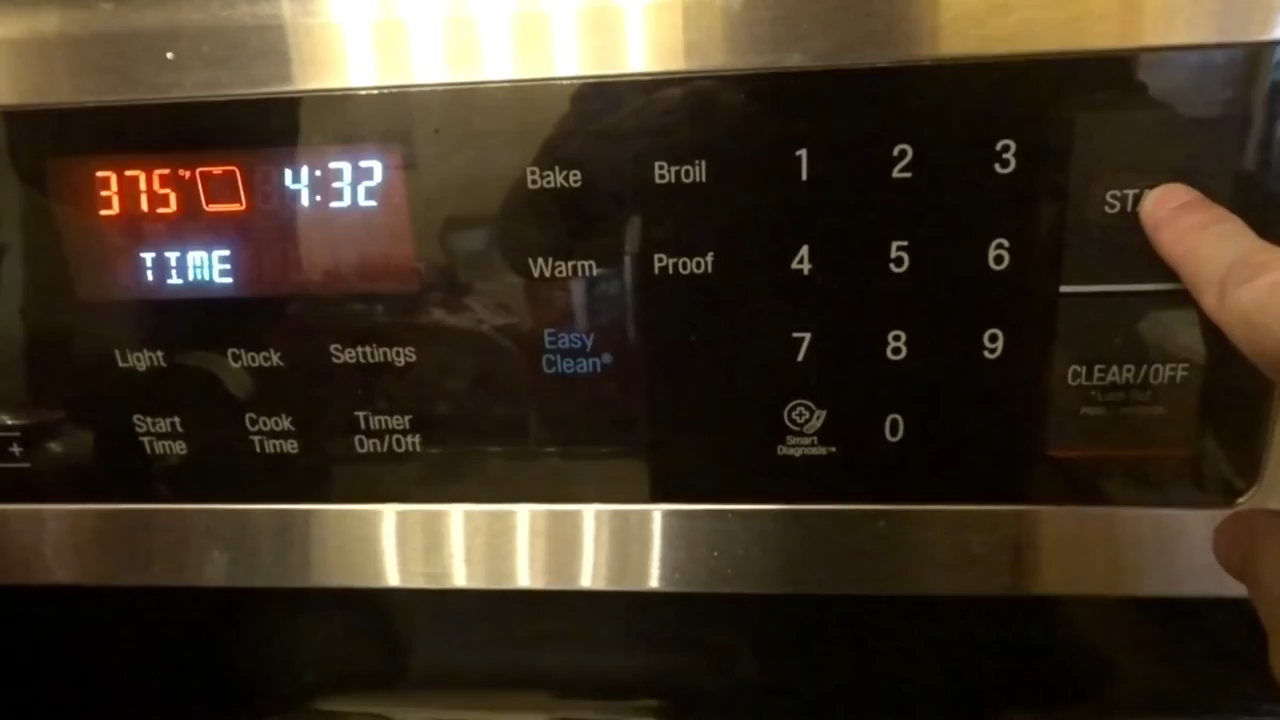 375°F 4:32
TIME
Light Clock Settings
Start Time
Cook Time
Timer On/Off
+
Bake Broil
Warm Proof
Easy
Clean®
1 2 3
4 5 6
7 8 9
Smart
Diagnosis™
0
CLEAR/OFF